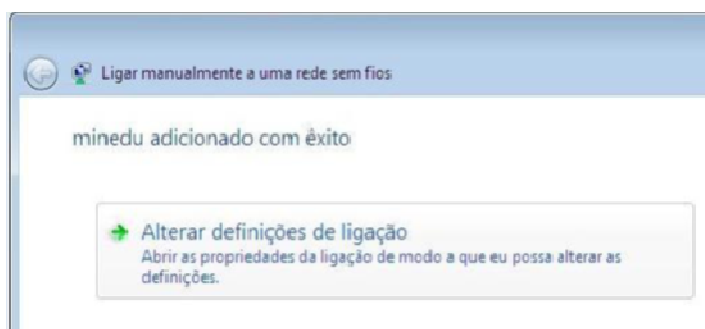 Ligar manualmente a uma rede sem fios
minedu adicionado com êxito
Alterar definições de ligação
Abrir as propriedades da ligação de modo a que eu possa alterar as
definições.